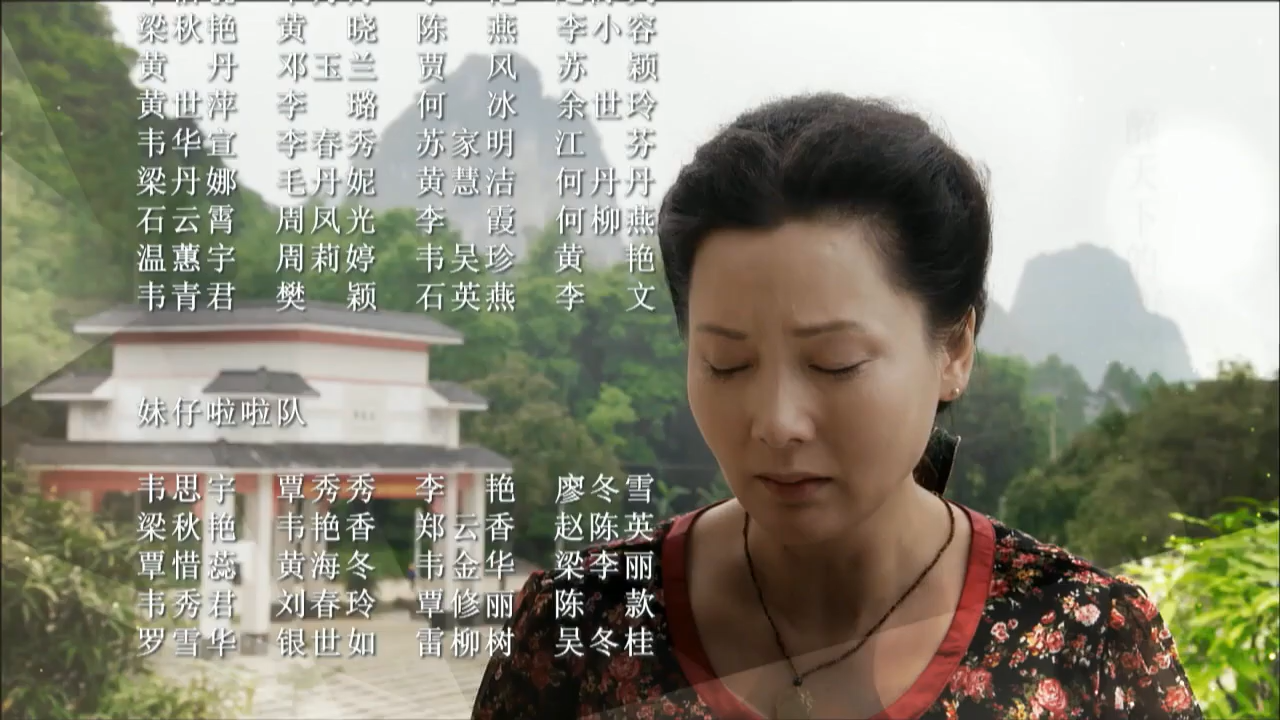 梁秋艳 黄晓 陈燕 李小容
黄丹 邓玉兰 贾风 苏颖
黄世萍 李璐 何冰 余世玲
韦华宣 李春秀 苏家明 江芬
梁丹娜 毛丹妮 黄慧洁 何丹丹
石云霄 周凤光 李霞 何柳燕
温蕙宇 周莉婷 韦吴珍 黄艳
韦青君 樊颖 石英燕 李文
妹仔啦啦队
韦思宇 覃秀秀 李艳 廖冬雪
梁秋艳 韦艳香 郑云香 赵陈英
覃惜蕊 黄海冬 韦金华 梁李丽
韦秀君 刘春玲 覃修丽 陈款
罗雪华 银世如 雷柳树 吴冬桂